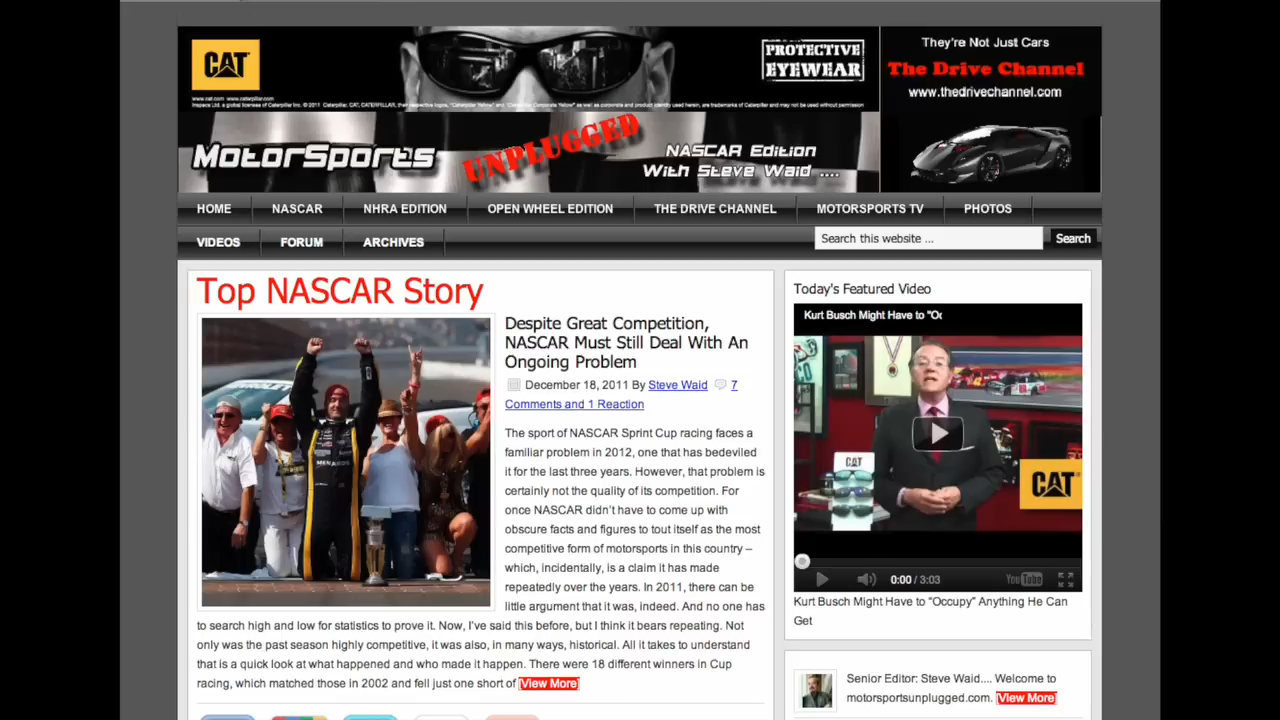 CAT
www.cat.com www.caterpillar.com
PROTECTIVE
EYEWEAR
They're Not Just Cars
The Drive Channel
www.thedrivechannel.com
MotorSports
UNPLUGGED
NASCAR Edition
With Steve Waid ....
HOME NASCAR NHRA EDITION OPEN WHEEL EDITION THE DRIVE CHANNEL MOTORSPORTS TV PHOTOS
VIDEOS FORUM ARCHIVES
Search this website ... Search
Top NASCAR Story
Despite Great Competition,
NASCAR Must Still Deal With An
Ongoing Problem
December 18, 2011 By Steve Waid 7
Comments and 1 Reaction
The sport of NASCAR Sprint Cup racing faces a
familiar problem in 2012, one that has bedeviled
it for the last three years. However, that problem is
certainly not the quality of its competition. For
once NASCAR didn't have to come up with
obscure facts and figures to tout itself as the most
competitive form of motorsports in this country –
which, incidentally, is a claim it has made
repeatedly over the years. In 2011, there can be
little argument that it was, indeed. And no one has
to search high and low for statistics to prove it. Now, I've said this before, but I think it bears repeating. Not
only was the past season highly competitive, it was also, in many ways, historical. All it takes to understand
that is a quick look at what happened and who made it happen. There were 18 different winners in Cup
racing, which matched those in 2002 and fell just one short of [View More]
Today's Featured Video
Kurt Busch Might Have to "Oc
CAT
CAT
0:00 / 3:03
YouTube
Kurt Busch Might Have to "Occupy" Anything He Can
Get
Senior Editor: Steve Waid.... Welcome to
motorsportsunplugged.com. [View More]
MENARDS